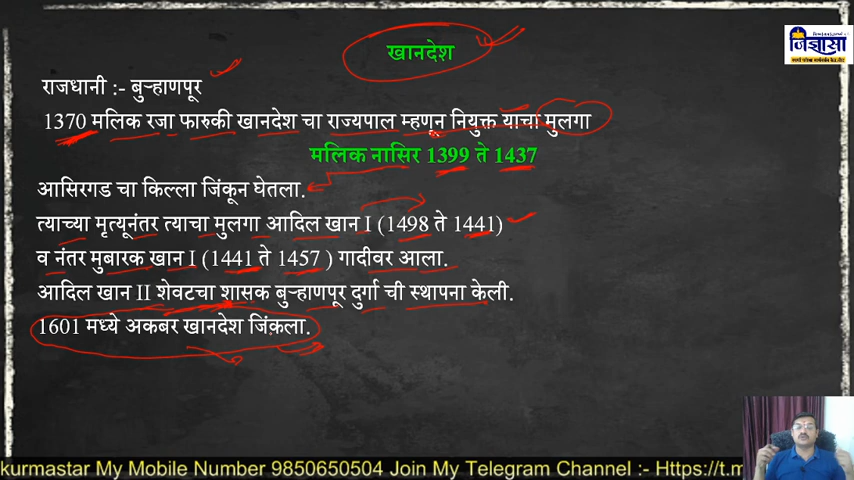 खानदेश
जिज्ञासा
राजधानी :- बुऱ्हाणपूर
1370 मलिक रजा फारुकी खानदेश चा राज्यपाल म्हणून नियुक्त याचा मुलगा
मलिक नासिर 1399 ते 1437
आसिरगड चा किल्ला जिंकून घेतला.
त्याच्या मृत्यूनंतर त्याचा मुलगा आदिल खान I (1498 ते 1441)
व नंतर मुबारक खान I (1441 ते 1457 ) गादीवर आला.
आदिल खान II शेवटचा शासक बुऱ्हाणपूर दुर्गा ची स्थापना केली.
1601 मध्ये अकबर खानदेश जिंकला.
kurmastar My Mobile Number 9850650504 Join My Telegram Channel :- Https://t.m